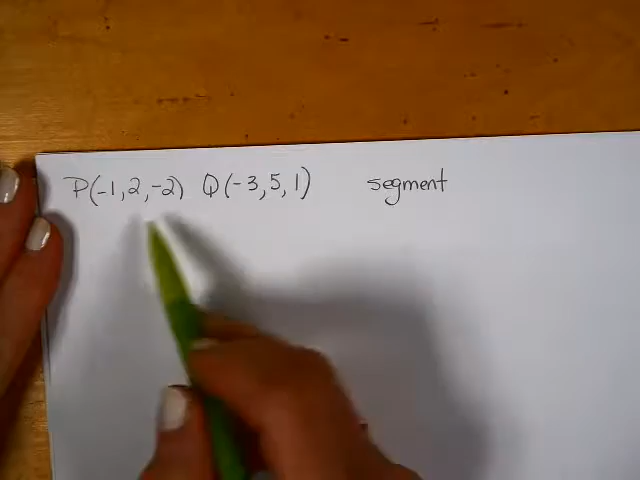 P(-1,2,-2) Q(-3,5,1) segment